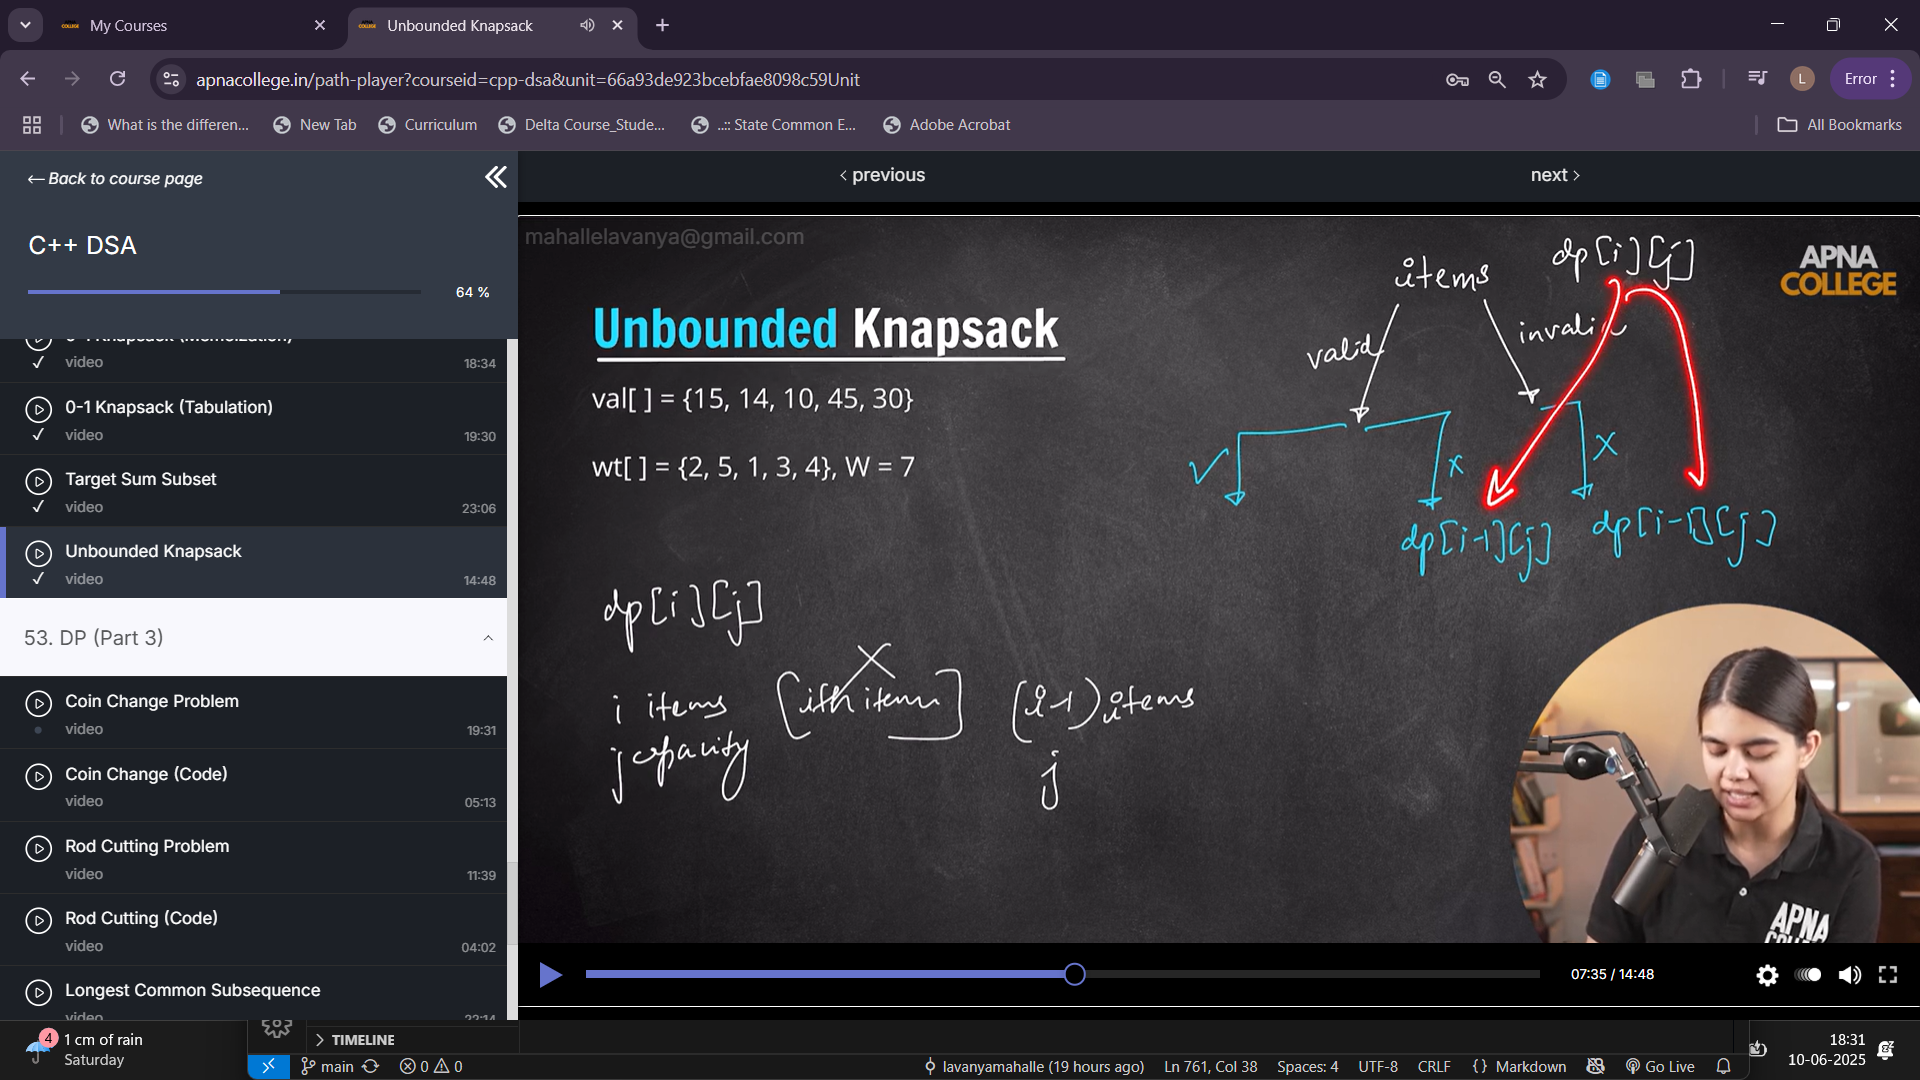 My Courses
Unbounded Knapsack
apnacollege.in/path-player?courseid=cpp-dsa&unit=66a93de923bcebfae8098c59Unit
Error
What is the differen...
New Tab
Curriculum
Delta Course_Stude...
..:: State Common E...
Adobe Acrobat
All Bookmarks
Back to course page
C++ DSA
64 %
0-1 Knapsack (Memoization)
video
18:34
0-1 Knapsack (Tabulation)
video
19:30
Target Sum Subset
video
23:06
Unbounded Knapsack
video
14:48
53. DP (Part 3)
Coin Change Problem
video
19:31
Coin Change (Code)
video
05:13
Rod Cutting Problem
video
11:39
Rod Cutting (Code)
video
04:02
Longest Common Subsequence
video
22:14
previous
next
mahallelavanya@gmail.com
APNA
COLLEGE
Unbounded Knapsack
val[ ] = {15, 14, 10, 45, 30}
wt[ ] = {2, 5, 1, 3, 4}, W = 7
items
dp[i][j]
valid
invalid
x
x
dp[i-1][j]
dp[i-1][j]
dp[i][j]
i items
[ith item]
(i-1) items
j capacity
j
APNA
07:35 / 14:48
4
1 cm of rain
Saturday
TIMELINE
main
0
0
lavanyamahalle (19 hours ago)
Ln 761, Col 38
Spaces: 4
UTF-8
CRLF
{} Markdown
Go Live
18:31
10-06-2025
L